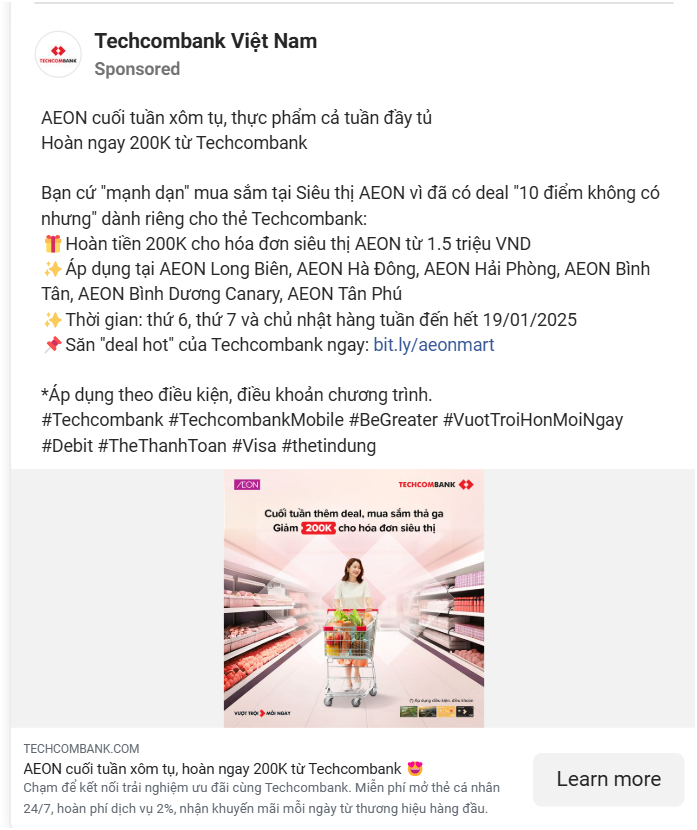 TECHCOMBANK
Techcombank Việt Nam
Sponsored
AEON cuối tuần xôm tụ, thực phẩm cả tuần đầy tủ
Hoàn ngay 200K từ Techcombank
Bạn cứ "mạnh dạn" mua sắm tại Siêu thị AEON vì đã có deal "10 điểm không có
nhưng" dành riêng cho thẻ Techcombank:
🎁Hoàn tiền 200K cho hóa đơn siêu thị AEON từ 1.5 triệu VND
✨Áp dụng tại AEON Long Biên, AEON Hà Đông, AEON Hải Phòng, AEON Bình
Tân, AEON Bình Dương Canary, AEON Tân Phú
✨Thời gian: thứ 6, thứ 7 và chủ nhật hàng tuần đến hết 19/01/2025
📌Săn "deal hot" của Techcombank ngay: bit.ly/aeonmart
*Áp dụng theo điều kiện, điều khoản chương trình.
#Techcombank #TechcombankMobile #BeGreater #VuotTroiHonMoiNgay
#Debit #TheThanhToan #Visa #thetindung
AEON TECHCOMBANK
Cuối tuần thêm deal, mua sắm thả ga
Giảm 200K cho hóa đơn siêu thị
(*) Áp dụng điều kiện, điều khoản
VƯỢT TRỘI MỖI NGAY
TECHCOMBANK.COM
AEON cuối tuần xôm tụ, hoàn ngay 200K từ Techcombank 😍
Chạm để kết nối trải nghiệm ưu đãi cùng Techcombank. Miễn phí mở thẻ cá nhân
24/7, hoàn phí dịch vụ 2%, nhận khuyến mãi mỗi ngày từ thương hiệu hàng đầu.
Learn more